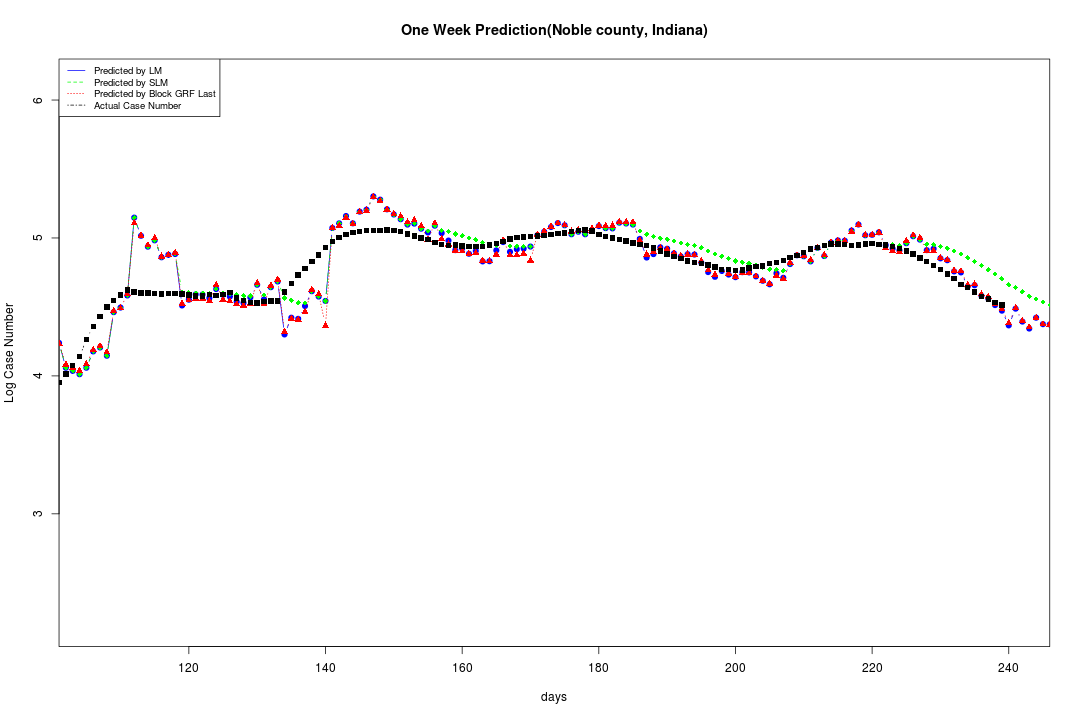 One Week Prediction(Noble county, Indiana)
Predicted by LM
Predicted by SLM
Predicted by Block GRF Last
Actual Case Number
6
5
4
3
Log Case Number
120 140 160 180 200 220 240
days